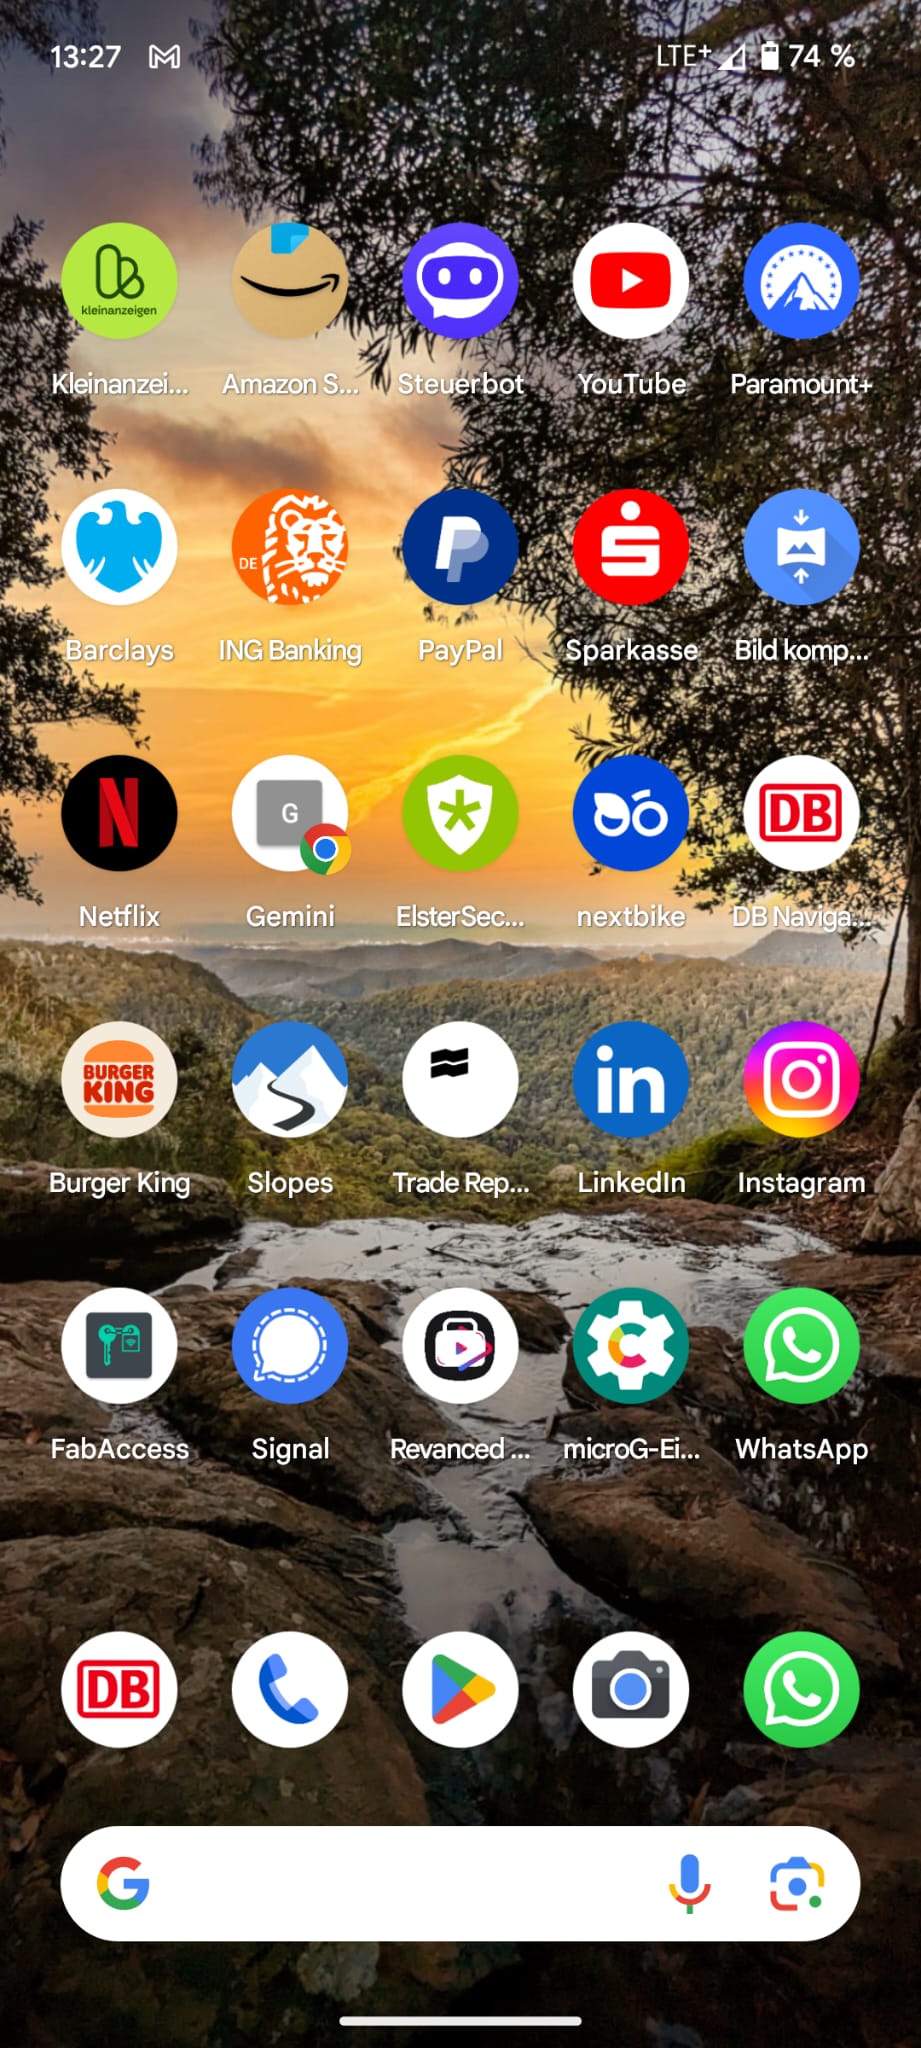 13:27
LTE+ 74 %
kleinanzeigen
Kleinanzei... Amazon S... Steuerbot YouTube Paramount+
DE
Barclays ING Banking PayPal Sparkasse Bild komp...
N G DB
Netflix Gemini ElsterSec... nextbike DB Naviga...
BURGER
KING
in
Burger King Slopes Trade Rep... LinkedIn Instagram
FabAccess Signal Revanced ... microG-Ei... WhatsApp
DB
G